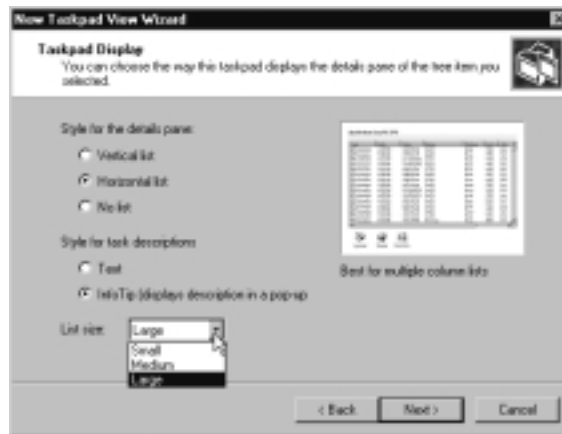 New Taskpad View Wizard
Taskpad Display
You can choose the way this taskpad displays the details pane of the tree item you
selected.
Style for the details pane:
Vertical list
Horizontal list
No list
Style for task descriptions
Text
InfoTip (displays description in a pop-up
Best for multiple column lists
List size:
Large
Small
Medium
Large
< Back
Next >
Cancel